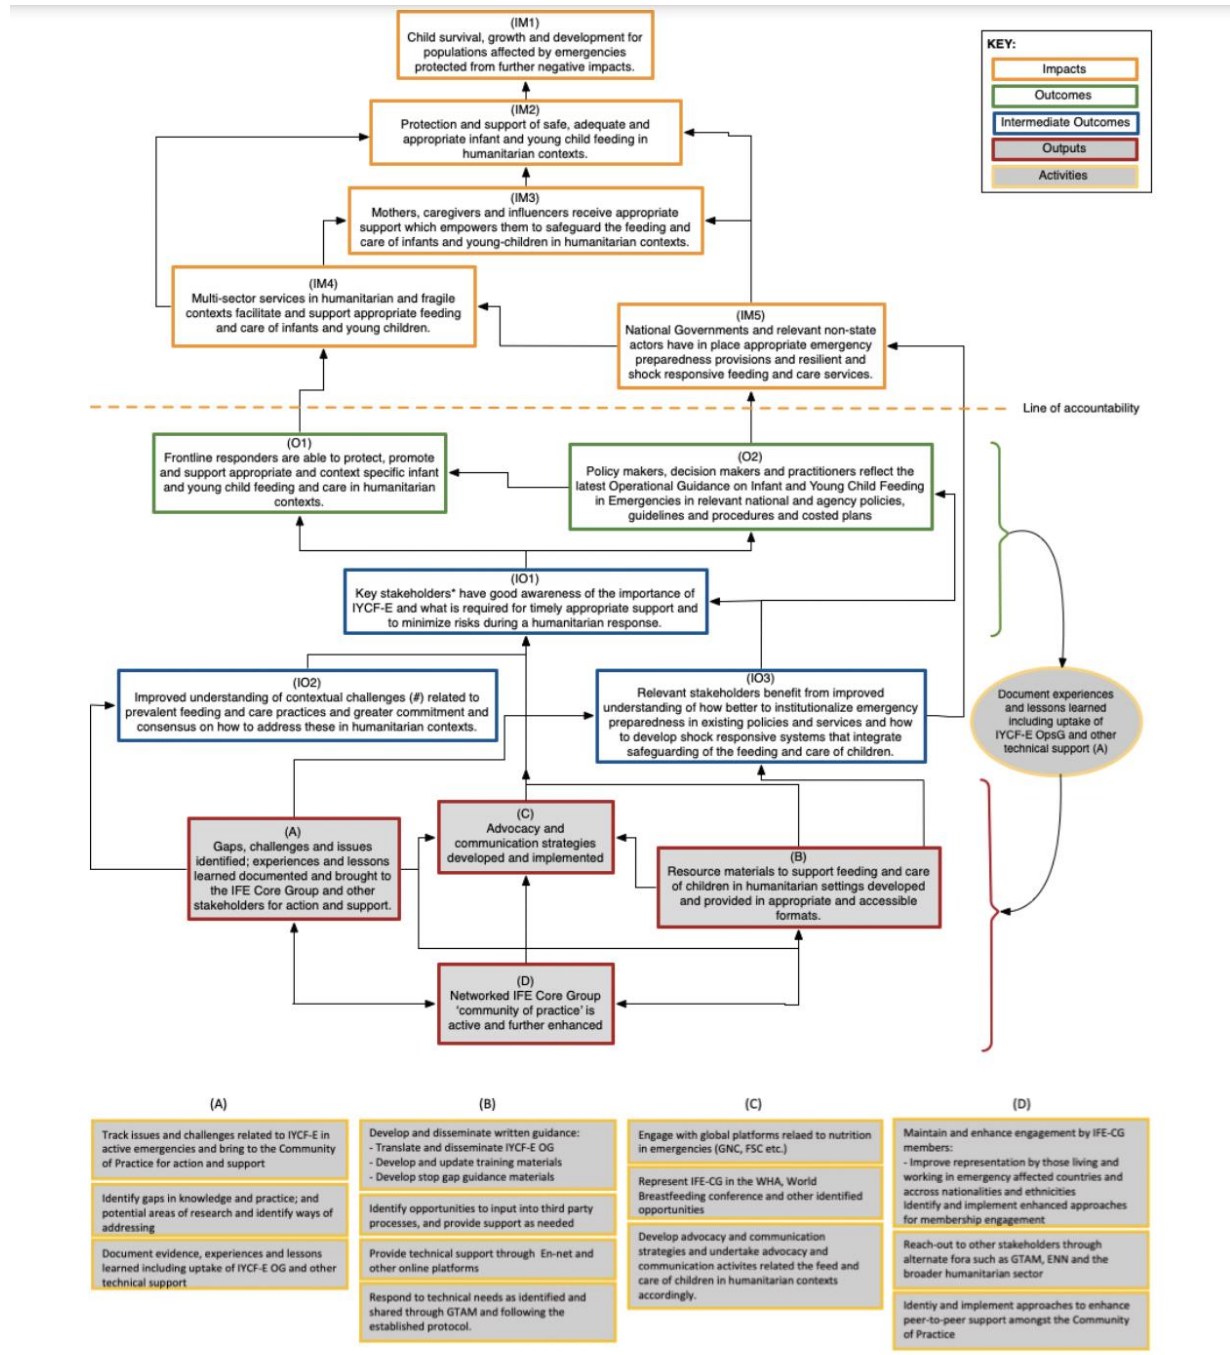 (IM1)
Child survival, growth and development for
populations affected by emergencies
protected from further negative impacts.
KEY:
Impacts
Outcomes
Intermediate Outcomes
Outputs
Activities
(IM2)
Protection and support of safe, adequate and
appropriate infant and young child feeding in
humanitarian contexts.
(IM3)
Mothers, caregivers and influencers receive appropriate
support which empowers them to safeguard the feeding and
care of infants and young-children in humanitarian contexts.
(IM4)
Multi-sector services in humanitarian and fragile
contexts facilitate and support appropriate feeding
and care of infants and young children.
(IM5)
National Governments and relevant non-state
actors have in place appropriate emergency
preparedness provisions and resilient and
shock responsive feeding and care services.
Line of accountability
(O1)
Frontline responders are able to protect, promote
and support appropriate and context specific infant
and young child feeding and care in humanitarian
contexts.
(O2)
Policy makers, decision makers and practitioners reflect the
latest Operational Guidance on Infant and Young Child Feeding
in Emergencies in relevant national and agency policies,
guidelines and procedures and costed plans
(IO1)
Key stakeholders* have good awareness of the importance of
IYCF-E and what is required for timely appropriate support and
to minimize risks during a humanitarian response.
(IO2)
Improved understanding of contextual challenges (#) related to
prevalent feeding and care practices and greater commitment and
consensus on how to address these in humanitarian contexts.
(IO3)
Relevant stakeholders benefit from improved
understanding of how better to institutionalize emergency
preparedness in existing policies and services and how
to develop shock responsive systems that integrate
safeguarding of the feeding and care of children.
Document experiences
and lessons learned
including uptake of
IYCF-E OpsG and other
technical support (A)
(A)
Gaps, challenges and issues
identified; experiences and lessons
learned documented and brought to
the IFE Core Group and other
stakeholders for action and support.
(C)
Advocacy and
communication strategies
developed and implemented
(B)
Resource materials to support feeding and care
of children in humanitarian settings developed
and provided in appropriate and accessible
formats.
(D)
Networked IFE Core Group
‘community of practice’ is
active and further enhanced
(A)
Track issues and challenges related to IYCF-E in
active emergencies and bring to the Community
of Practice for action and support
Identify gaps in knowledge and practice; and
potential areas of research and identify ways of
addressing
Document evidence, experiences and lessons
learned including uptake of IYCF-E OG and other
technical support
(B)
Develop and disseminate written guidance:
- Translate and disseminate IYCF-E OG
- Develop and update training materials
- Develop stop gap guidance materials
Identify opportunities to input into third party
processes, and provide support as needed
Provide technical support through En-net and
other online platforms
Respond to technical needs as identified and
shared through GTAM and following the
established protocol.
(C)
Engage with global platforms relaed to nutrition
in emergencies (GNC, FSC etc.)
Represent IFE-CG in the WHA, World
Breastfeeding conference and other identified
opportunities
Develop advocacy and communication
strategies and undertake advocacy and
communication activites related the feed and
care of children in humanitarian contexts
accordingly.
(D)
Maintain and enhance engagement by IFE-CG
members:
- Improve representation by those living and
working in emergency affected countries and
accross nationalities and ethnicities
Identify and implement enhanced approaches
for membership engagement
Reach-out to other stakeholders through
alternate fora such as GTAM, ENN and the
broader humanitarian sector
Identiy and implement approaches to enhance
peer-to-peer support amongst the Community
of Practice